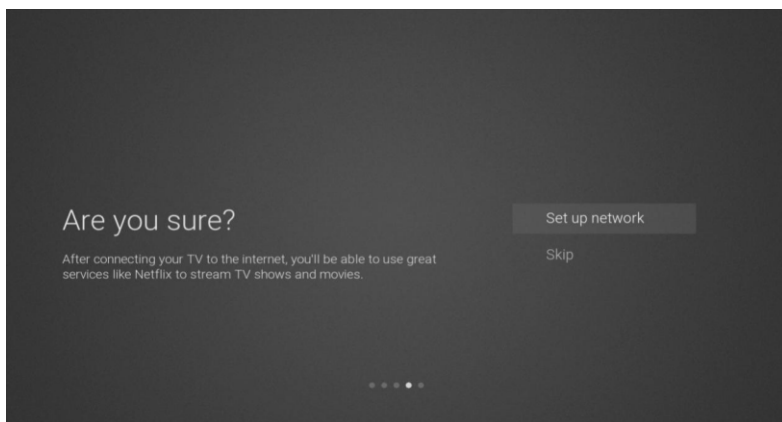 Are you sure?
After connecting your TV to the internet, you'll be able to use great
services like Netflix to stream TV shows and movies.
Set up network
Skip